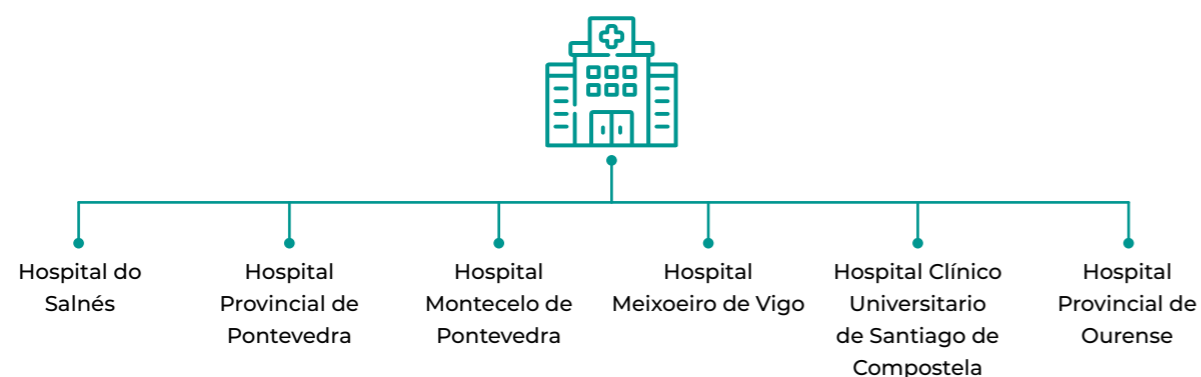 Hospital do
Salnés
Hospital
Provincial de
Pontevedra
Hospital
Montecelo de
Pontevedra
Hospital
Meixoeiro de Vigo
Hospital Clínico
Universitario
de Santiago de
Compostela
Hospital
Provincial de
Ourense